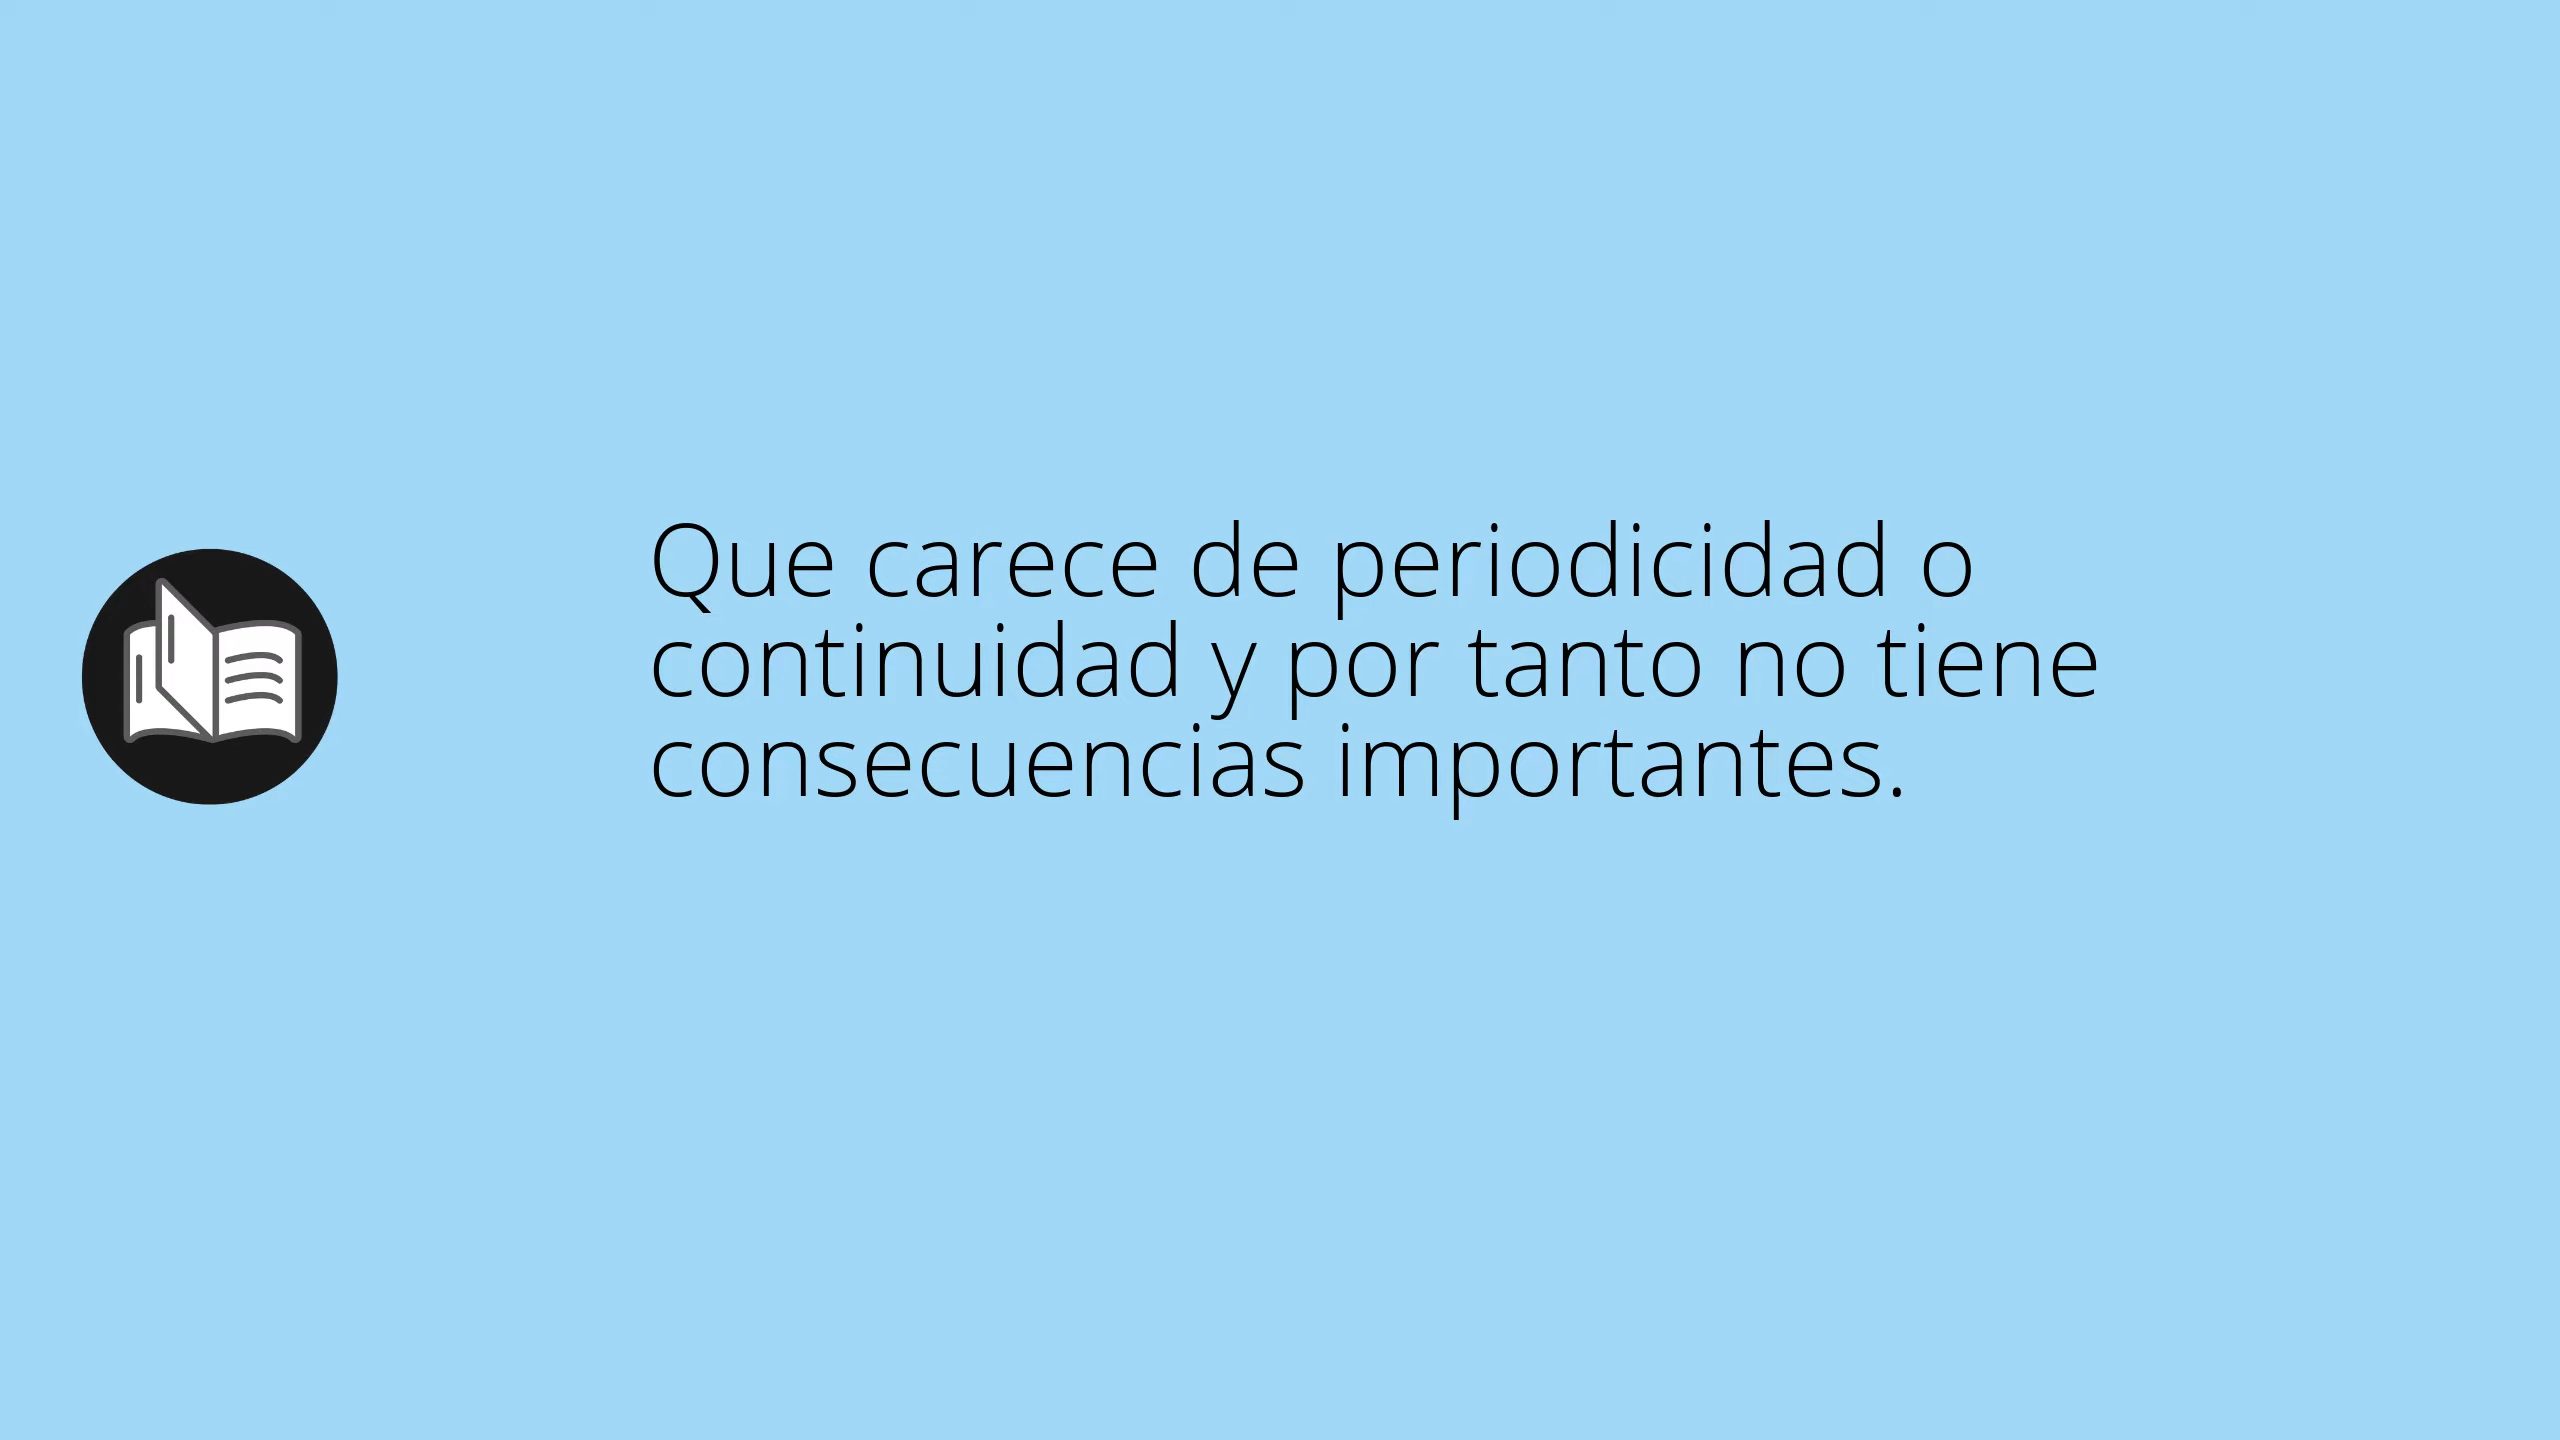 Que carece de periodicidad o
continuidad y por tanto no tiene
consecuencias importantes.